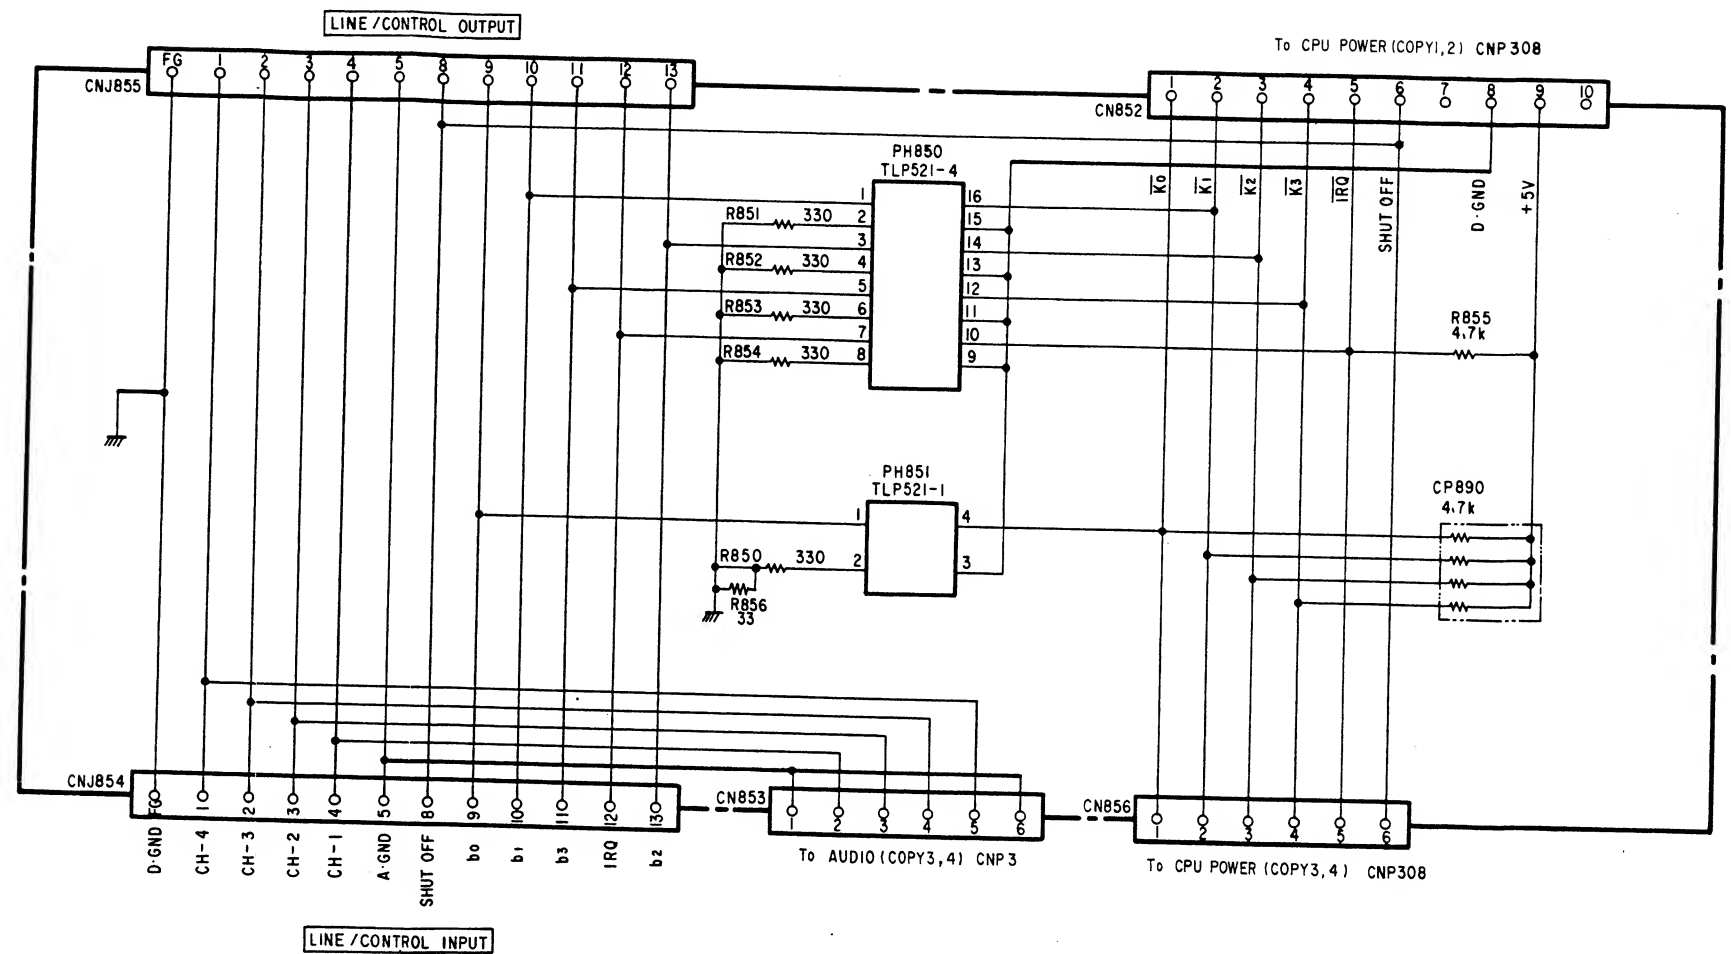 LINE/CONTROL OUTPUT
To CPU POWER (COPY1,2) CNP308
CNJ855
FG 1 2 3 4 5 8 9 10 11 12 13
CN852
1 2 3 4 5 6 7 8 9 10
K0 K1 K2 K3 IRQ SHUT OFF D·GND +5V
PH850
TLP521-4
1 16
R851 330 2 15
3 14
R852 330 4 13
5 12
R853 330 6 11
7 10
R854 330 8 9
R855
4.7k
PH851
TLP521-1
1 4
R850 330 2 3
R856
33
CP890
4.7k
CNJ854
FG 1 2 3 4 5 8 9 10 11 12 13
D·GND CH-4 CH-3 CH-2 CH-1 A·GND SHUT OFF b0 b1 b3 IRQ b2
CN853
1 2 3 4 5 6
To AUDIO (COPY3,4) CNP3
CN856
1 2 3 4 5 6
To CPU POWER (COPY3,4) CNP308
LINE/CONTROL INPUT